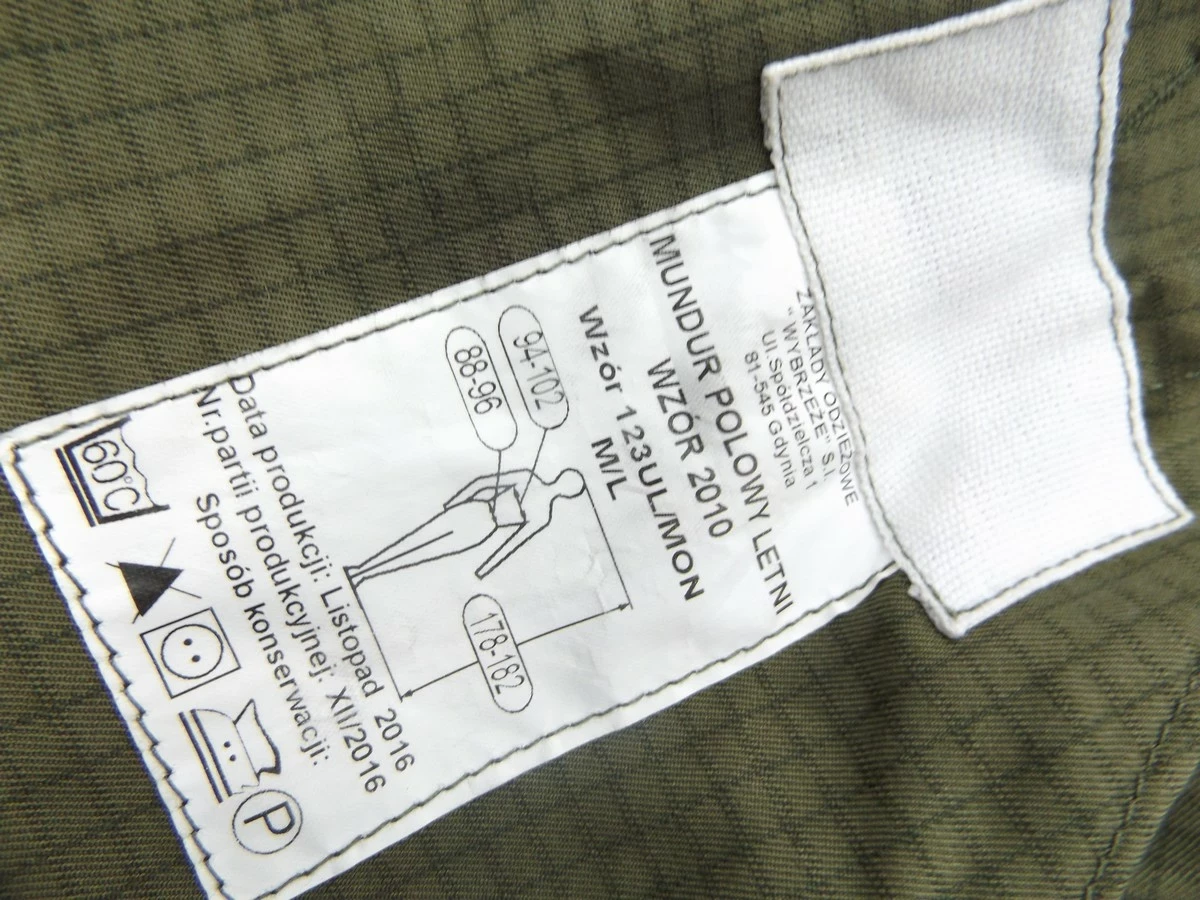 ZAKŁADY ODZIEŻOWE
"WYBRZEŻE" S.I.
Ul.Spółdzielcza 1
81-545 Gdynia
MUNDUR POLOWY LETNI
WZÓR 2010
Wzór 123UL/MON
M/L
94-102
88-96
178-182
Data produkcji: Listopad 2016
Nr.partii produkcyjnej: XII/2016
Sposób konserwacji:
60°C
P